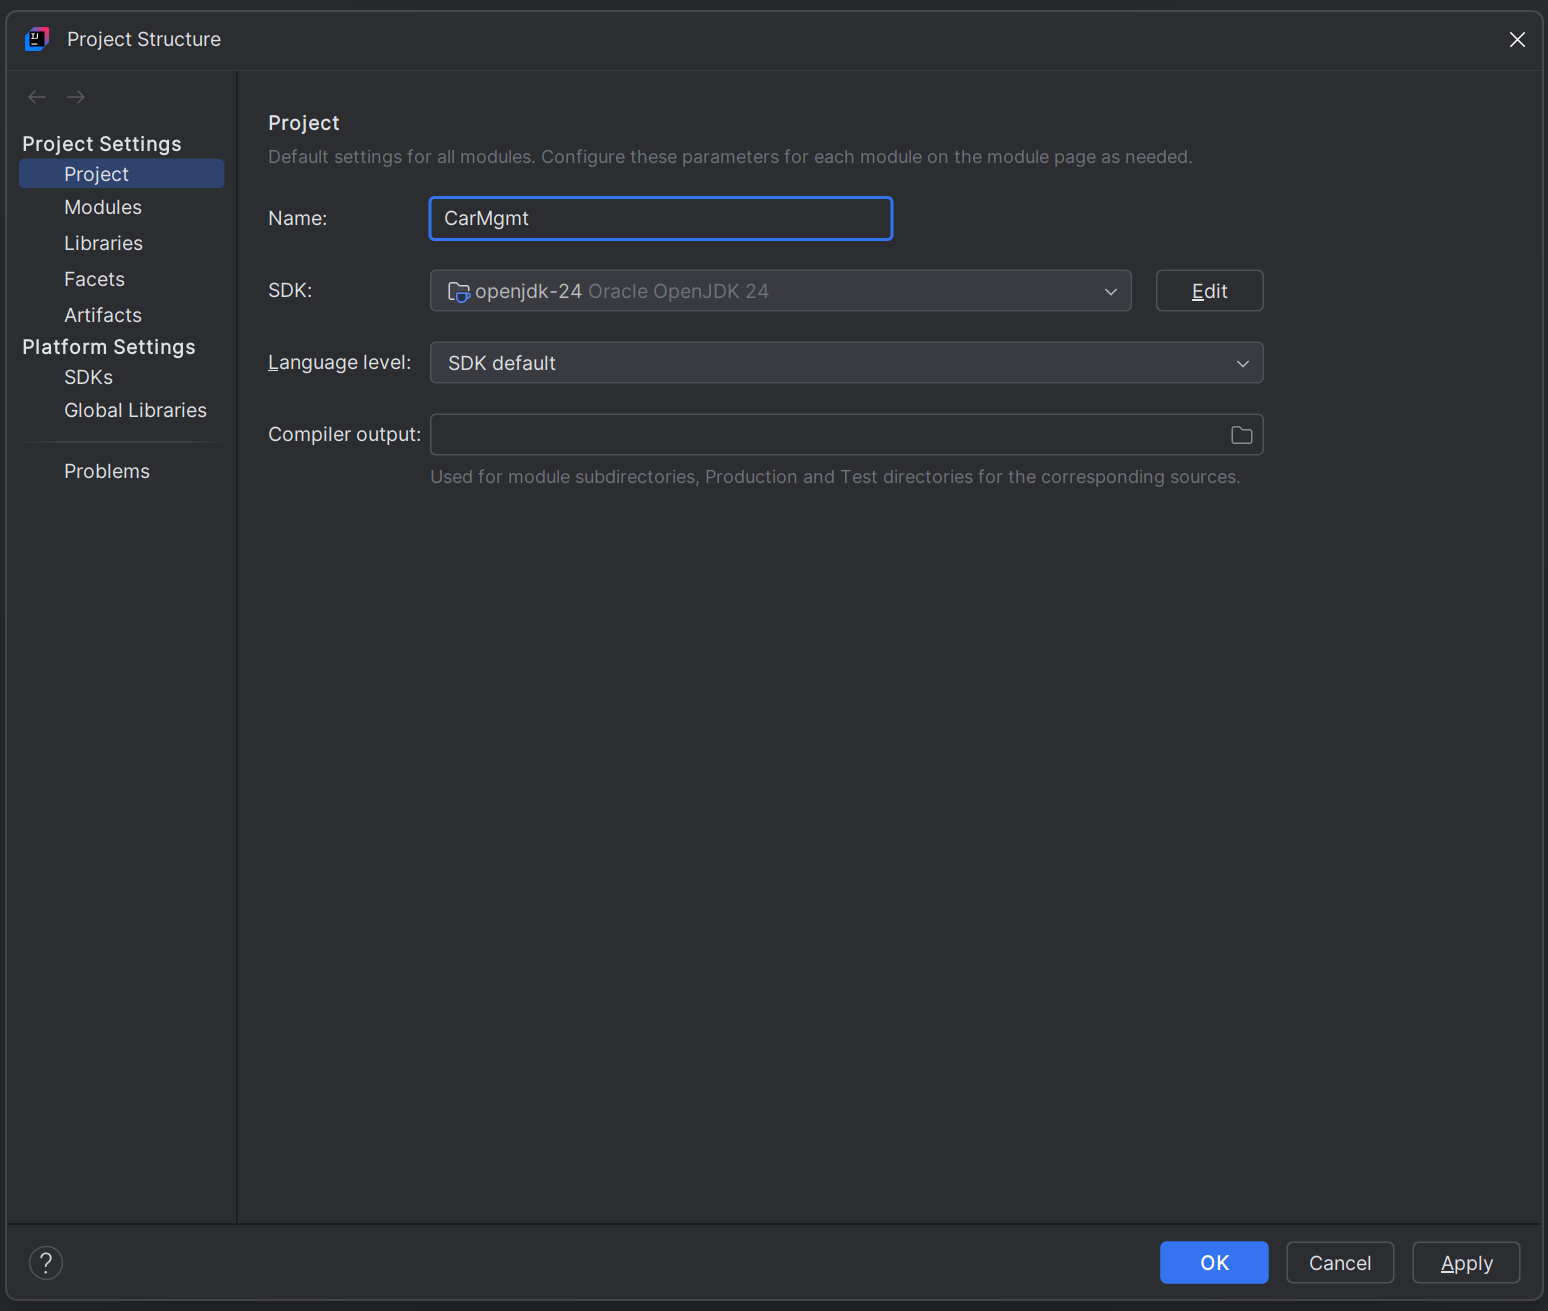 Project Structure
Project Settings
Project
Modules
Libraries
Facets
Artifacts
Platform Settings
SDKs
Global Libraries
Problems
Project
Default settings for all modules. Configure these parameters for each module on the module page as needed.
Name: CarMgmt
SDK: openjdk-24 Oracle OpenJDK 24 Edit
Language level: SDK default
Compiler output:
Used for module subdirectories, Production and Test directories for the corresponding sources.
? OK Cancel Apply